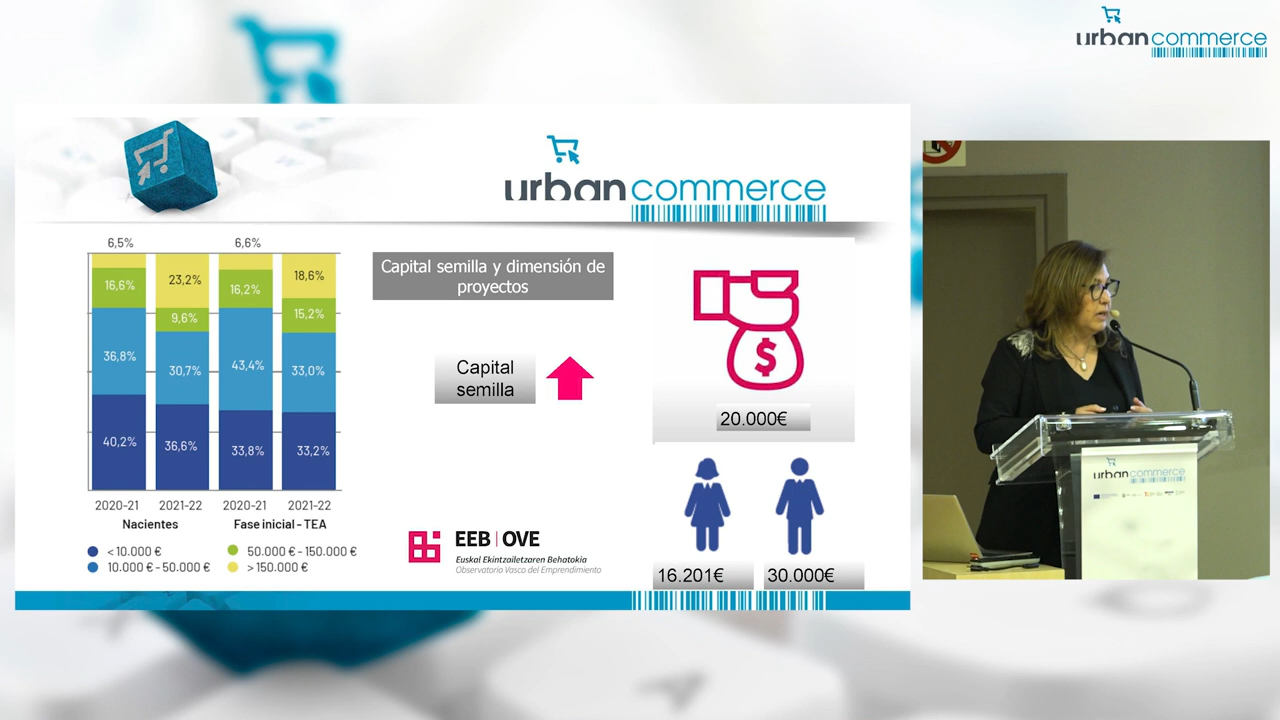 urbancommerce
urbancommerce
6,5%
6,6%
16,6%
23,2%
16,2%
18,6%
9,6%
15,2%
36,8%
30,7%
43,4%
33,0%
40,2%
36,6%
33,8%
33,2%
2020-21
2021-22
2020-21
2021-22
Nacientes
Fase inicial - TEA
< 10.000 €
50.000 € - 150.000 €
10.000 € - 50.000 €
> 150.000 €
Capital semilla y dimensión de
proyectos
Capital
semilla
$
20.000€
16.201€
30.000€
EEB | OVE
Euskal Ekintzailetzaren Behatokia
Observatorio Vasco del Emprendimiento
urbancommerce